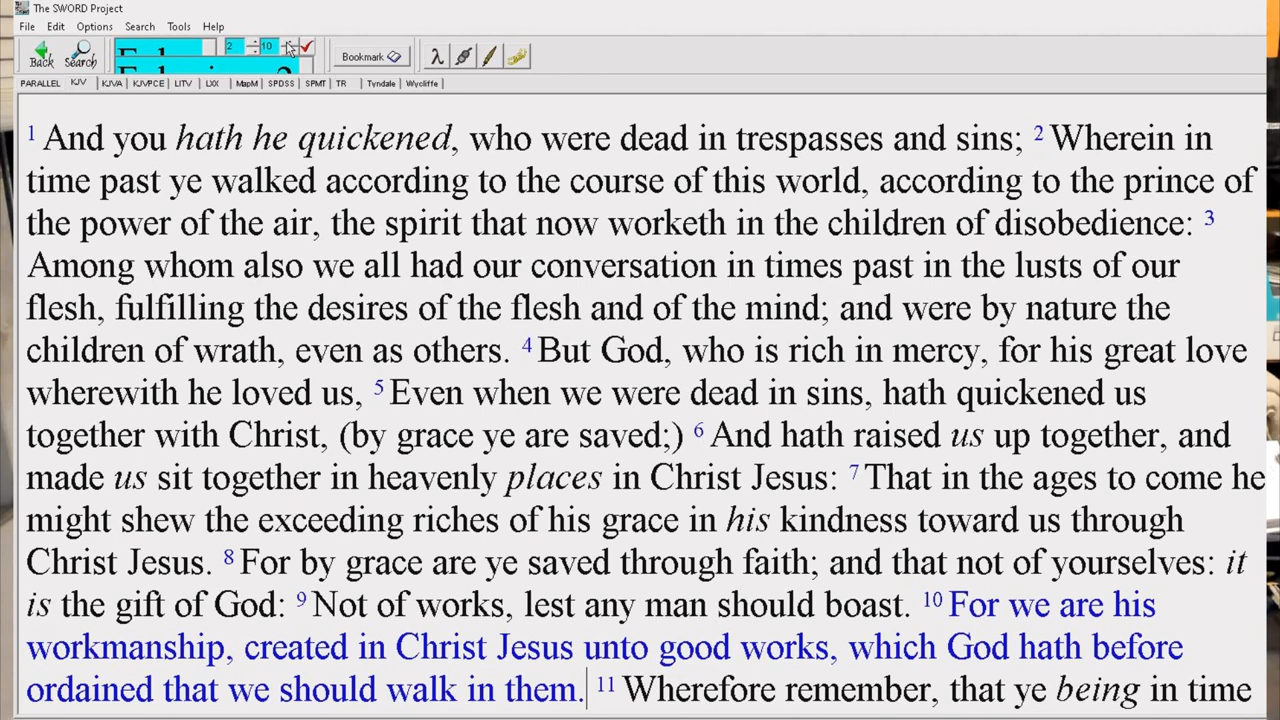 The SWORD Project
File Edit Options Search Tools Help
2 10
Back Search Bookmark λ
PARALLEL KJV KJVA KJVPCE LITV LXX MapM SPDSS SPMT TR Tyndale Wycliffe
1 And you hath he quickened, who were dead in trespasses and sins; 2 Wherein in
time past ye walked according to the course of this world, according to the prince of
the power of the air, the spirit that now worketh in the children of disobedience: 3
Among whom also we all had our conversation in times past in the lusts of our
flesh, fulfilling the desires of the flesh and of the mind; and were by nature the
children of wrath, even as others. 4 But God, who is rich in mercy, for his great love
wherewith he loved us, 5 Even when we were dead in sins, hath quickened us
together with Christ, (by grace ye are saved;) 6 And hath raised us up together, and
made us sit together in heavenly places in Christ Jesus: 7 That in the ages to come he
might shew the exceeding riches of his grace in his kindness toward us through
Christ Jesus. 8 For by grace are ye saved through faith; and that not of yourselves: it
is the gift of God: 9 Not of works, lest any man should boast. 10 For we are his
workmanship, created in Christ Jesus unto good works, which God hath before
ordained that we should walk in them. 11 Wherefore remember, that ye being in time